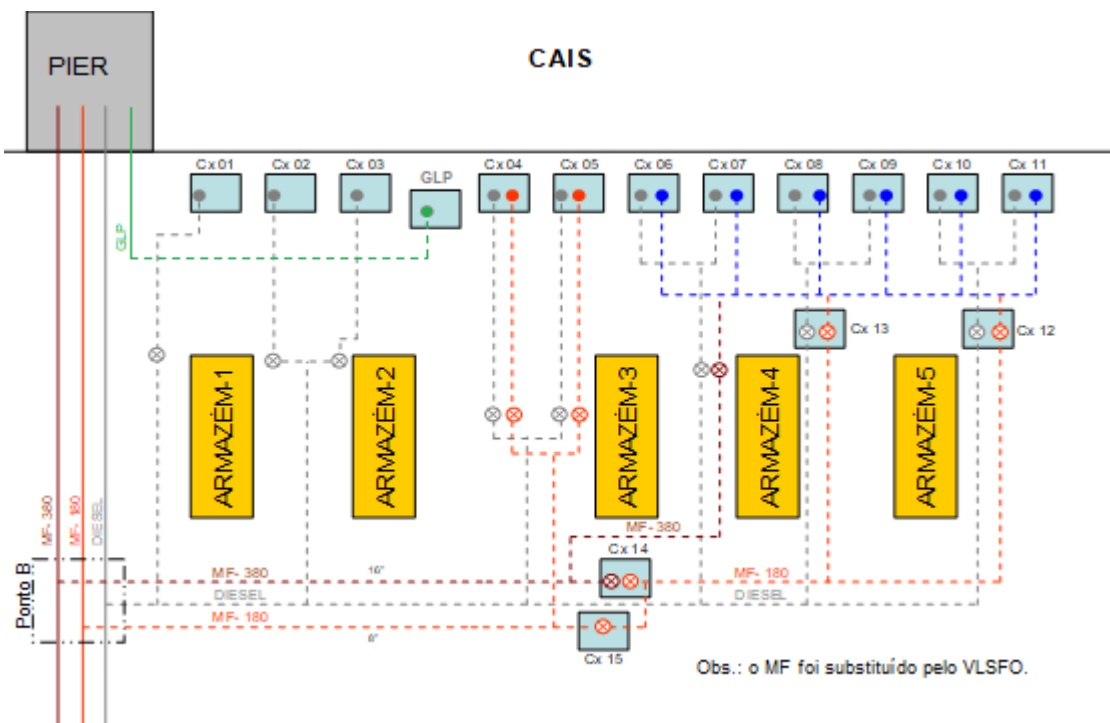 PIER
CAIS
Cx 01
Cx 02
Cx 03
GLP
Cx 04
Cx 05
Cx 06
Cx 07
Cx 08
Cx 09
Cx 10
Cx 11
GLP
Cx 13
Cx 12
ARMAZÉM-1
ARMAZÉM-2
ARMAZÉM-3
ARMAZÉM-4
ARMAZÉM-5
MF-380
MF-180
DIESEL
MF-380
Cx 14
Ponto B
MF-380
16"
MF-180
DIESEL
DIESEL
MF-180
8"
Cx 15
Obs.: o MF foi substituído pelo VLSFO.